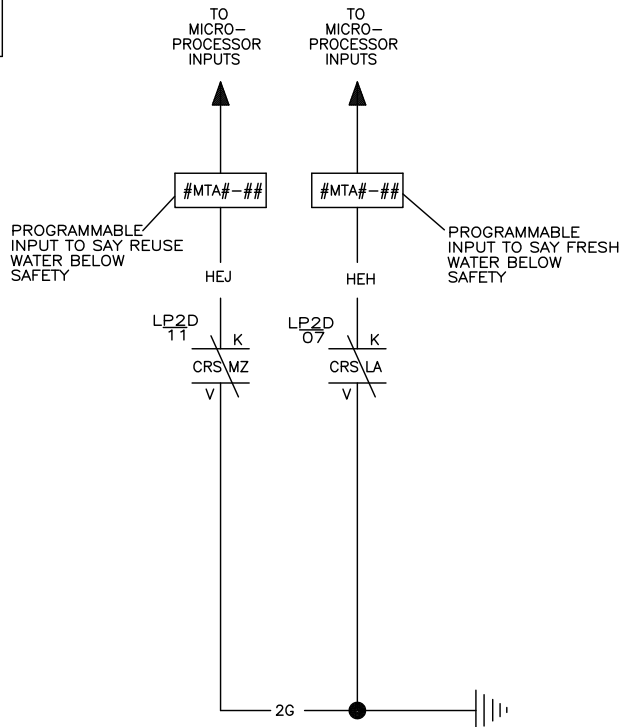 TO
MICRO-
PROCESSOR
INPUTS
TO
MICRO-
PROCESSOR
INPUTS
#MTA#-##
#MTA#-##
PROGRAMMABLE
INPUT TO SAY REUSE
WATER BELOW
SAFETY
PROGRAMMABLE
INPUT TO SAY FRESH
WATER BELOW
SAFETY
HEJ
HEH
LP2D
11
K
CRS MZ
V
LP2D
07
K
CRS LA
V
2G